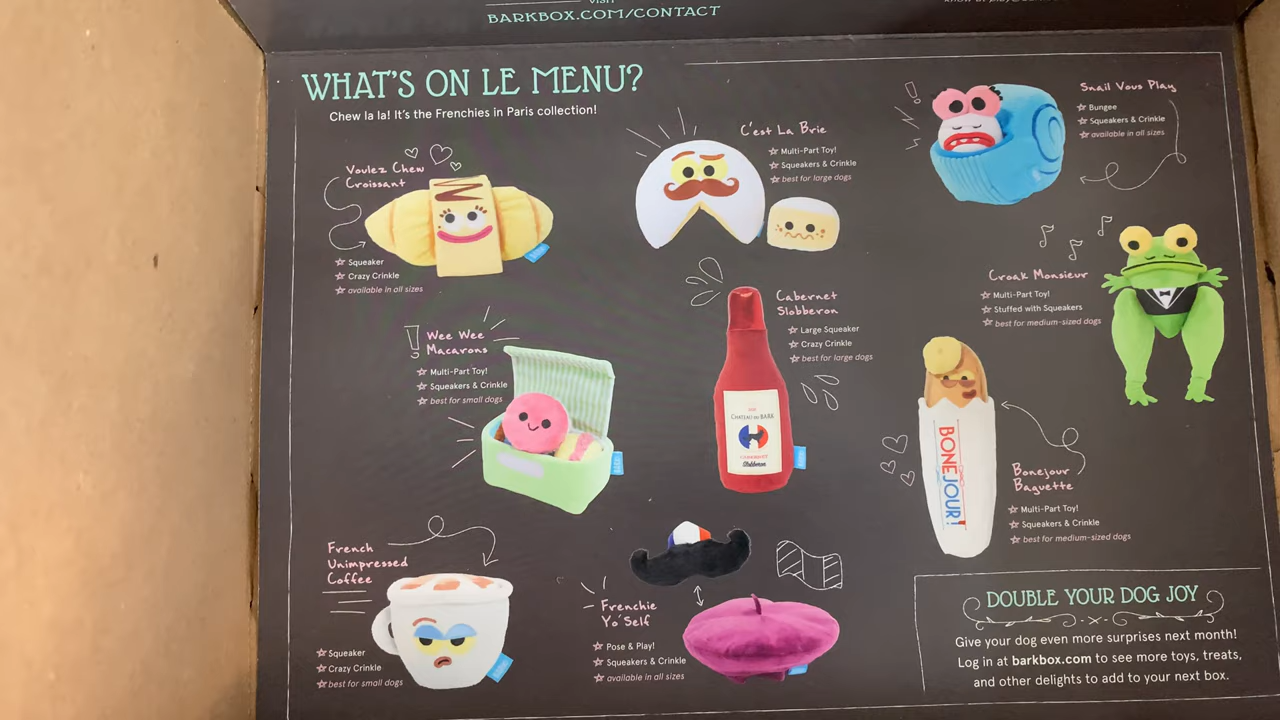 VISIT
BARKBOX.COM/CONTACT
WHAT'S ON LE MENU?
Chew la la! It's the Frenchies in Paris collection!
Voulez Chew
Croissant
Squeaker
Crazy Crinkle
available in all sizes
C'est La Brie
Multi-Part Toy!
Squeakers & Crinkle
best for large dogs
Snail Vous Play
Bungee
Squeakers & Crinkle
available in all sizes
Croak Monsieur
Multi-Part Toy!
Stuffed with Squeakers
best for medium-sized dogs
Wee Wee
Macarons
Multi-Part Toy!
Squeakers & Crinkle
best for small dogs
Cabernet
Slobberon
Large Squeaker
Crazy Crinkle
best for large dogs
CHATEAU DU BARK
Slobberon
BONEJOUR!
Bonejour
Baguette
Multi-Part Toy!
Squeakers & Crinkle
best for medium-sized dogs
French
Unimpressed
Coffee
Squeaker
Crazy Crinkle
best for small dogs
Frenchie
Yo' Self
Pose & Play!
Squeakers & Crinkle
available in all sizes
DOUBLE YOUR DOG JOY
Give your dog even more surprises next month!
Log in at barkbox.com to see more toys, treats,
and other delights to add to your next box.